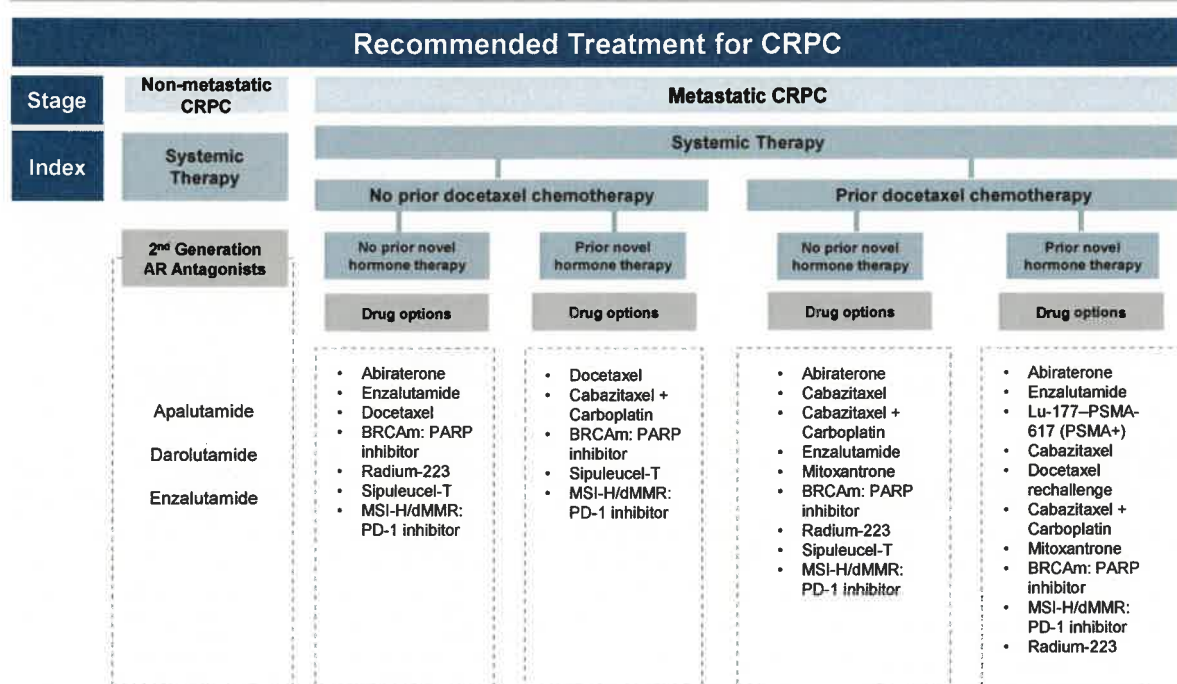 Recommended Treatment for CRPC
Stage
Non-metastatic
CRPC
Metastatic CRPC
Index
Systemic
Therapy
Systemic Therapy
No prior docetaxel chemotherapy
Prior docetaxel chemotherapy
2nd Generation
AR Antagonists
No prior novel
hormone therapy
Prior novel
hormone therapy
No prior novel
hormone therapy
Prior novel
hormone therapy
Drug options
Drug options
Drug options
Drug options
Apalutamide
Darolutamide
Enzalutamide
• Abiraterone
• Enzalutamide
• Docetaxel
• BRCAm: PARP
inhibitor
• Radium-223
• Sipuleucel-T
• MSI-H/dMMR:
PD-1 inhibitor
• Docetaxel
• Cabazitaxel +
Carboplatin
• BRCAm: PARP
inhibitor
• Sipuleucel-T
• MSI-H/dMMR:
PD-1 inhibitor
• Abiraterone
• Cabazitaxel
• Cabazitaxel +
Carboplatin
• Enzalutamide
• Mitoxantrone
• BRCAm: PARP
inhibitor
• Radium-223
• Sipuleucel-T
• MSI-H/dMMR:
PD-1 inhibitor
• Abiraterone
• Enzalutamide
• Lu-177–PSMA-
617 (PSMA+)
• Cabazitaxel
• Docetaxel
rechallenge
• Cabazitaxel +
Carboplatin
• Mitoxantrone
• BRCAm: PARP
inhibitor
• MSI-H/dMMR:
PD-1 inhibitor
• Radium-223